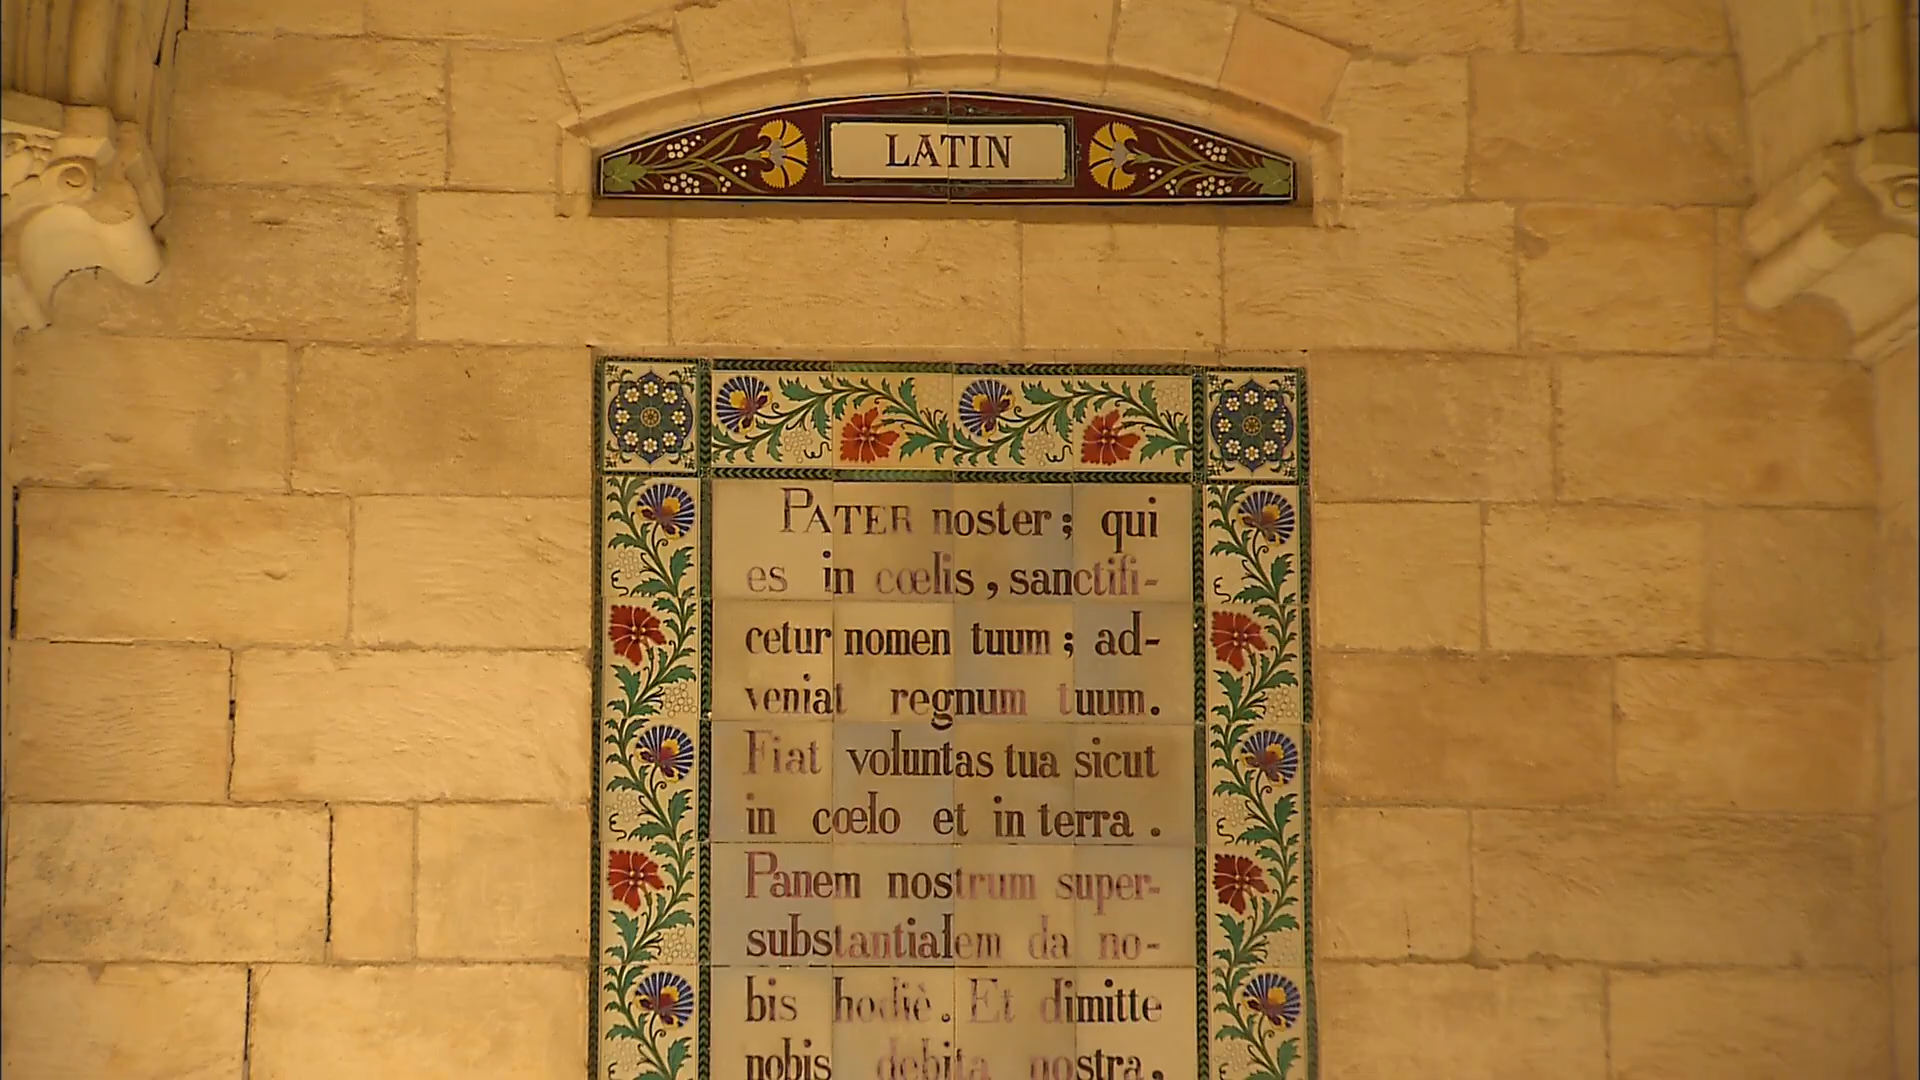 LATIN
PATER noster; qui
es in cœlis, sanctifi-
cetur nomen tuum; ad-
veniat regnum tuum.
Fiat voluntas tua sicut
in cœlo et in terra.
Panem nostrum super-
substantialem da no-
bis hodiè. Et dimitte
nobis debita nostra,